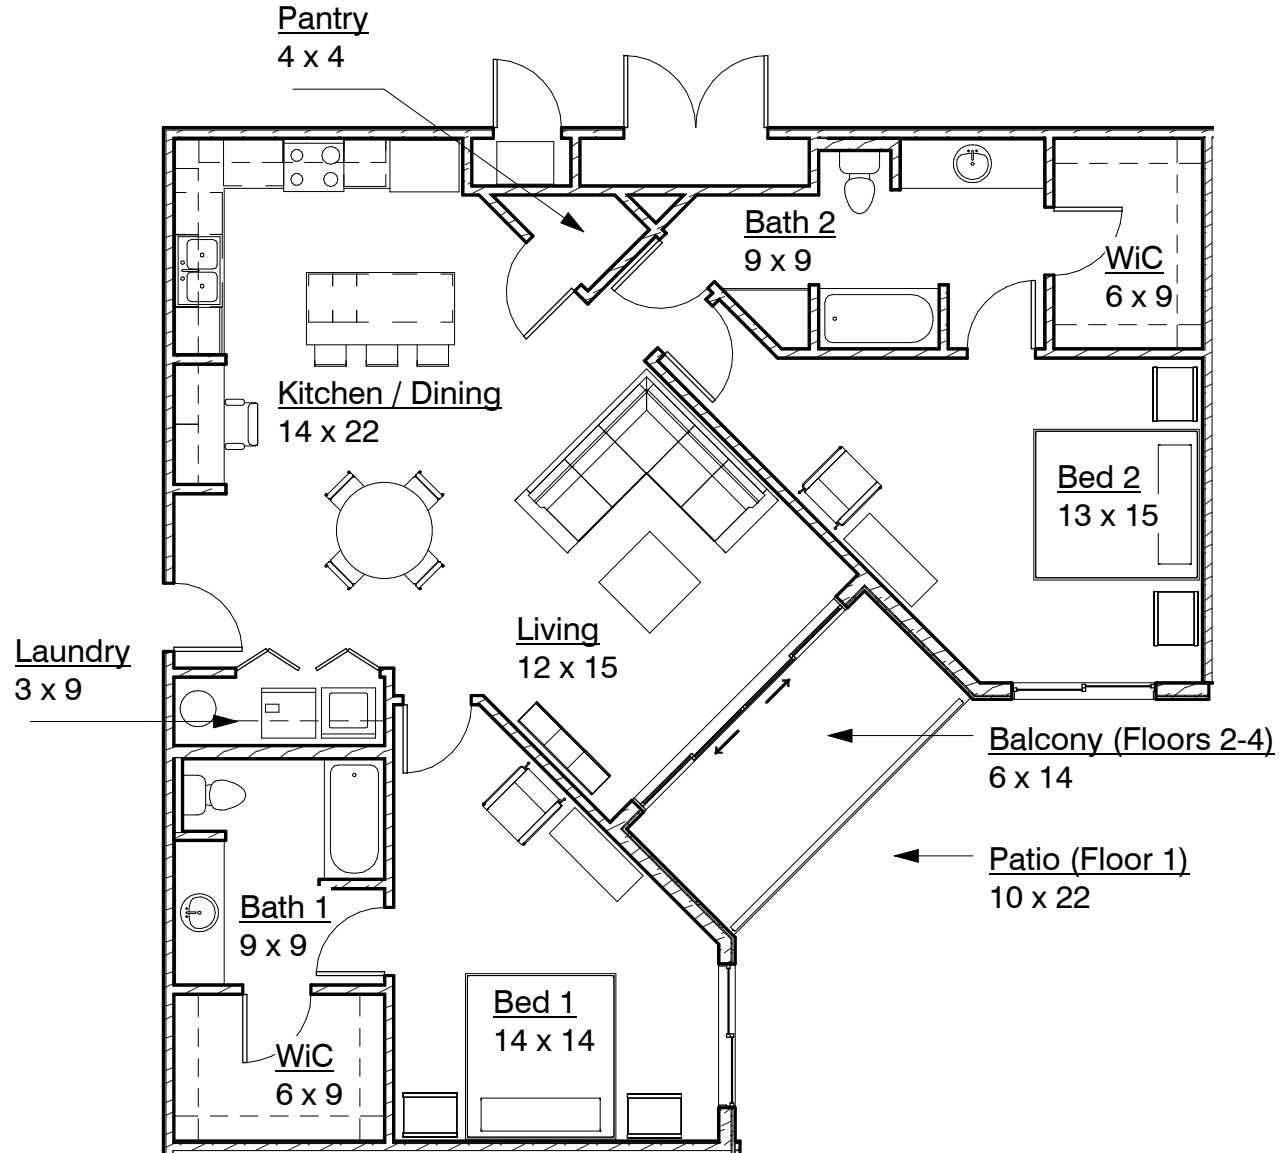 Pantry
4 x 4
Bath 2
9 x 9
WiC
6 x 9
Kitchen / Dining
14 x 22
Bed 2
13 x 15
Living
12 x 15
Laundry
3 x 9
Balcony (Floors 2-4)
6 x 14
Patio (Floor 1)
10 x 22
Bath 1
9 x 9
Bed 1
14 x 14
WiC
6 x 9